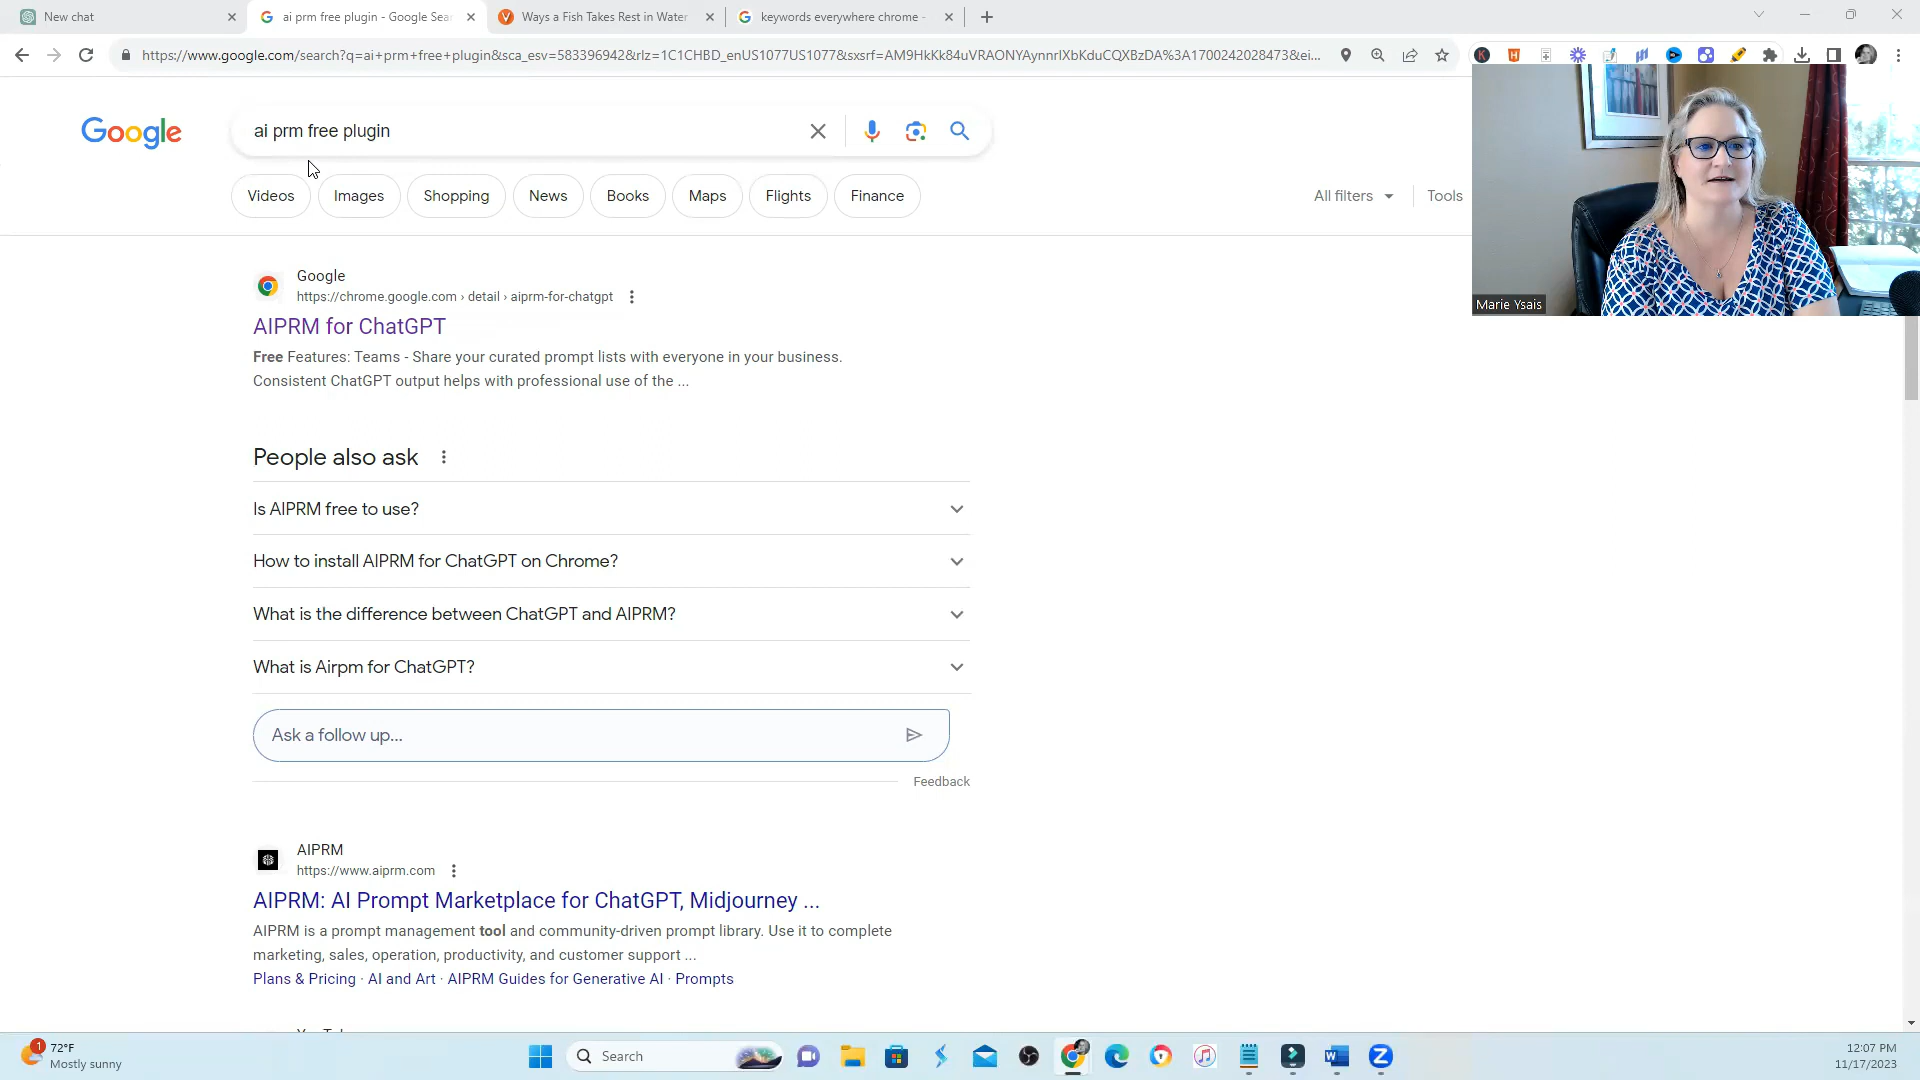 New chat
ai prm free plugin - Google Sear
Ways a Fish Takes Rest in Water
keywords everywhere chrome -
https://www.google.com/search?q=ai+prm+free+plugin&sca_esv=583396942&rlz=1C1CHBD_enUS1077US1077&sxsrf=AM9HkKk84uVRAONYAynnrIXbKduCQXBzDA%3A1700242028473&ei...
Google
ai prm free plugin
Videos
Images
Shopping
News
Books
Maps
Flights
Finance
All filters
Tools
Marie Ysais
Google
https://chrome.google.com › detail › aiprm-for-chatgpt
AIPRM for ChatGPT
Free Features: Teams - Share your curated prompt lists with everyone in your business.
Consistent ChatGPT output helps with professional use of the ...
People also ask
Is AIPRM free to use?
How to install AIPRM for ChatGPT on Chrome?
What is the difference between ChatGPT and AIPRM?
What is Airpm for ChatGPT?
Ask a follow up...
Feedback
AIPRM
https://www.aiprm.com
AIPRM: AI Prompt Marketplace for ChatGPT, Midjourney ...
AIPRM is a prompt management tool and community-driven prompt library. Use it to complete
marketing, sales, operation, productivity, and customer support ...
Plans & Pricing · AI and Art · AIPRM Guides for Generative AI · Prompts
1
72°F
Mostly sunny
Search
12:07 PM
11/17/2023